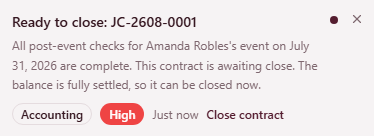 Ready to close: JC-2608-0001
All post-event checks for Amanda Robles's event on July
31, 2026 are complete. This contract is awaiting close. The
balance is fully settled, so it can be closed now.
Accounting High Just now Close contract